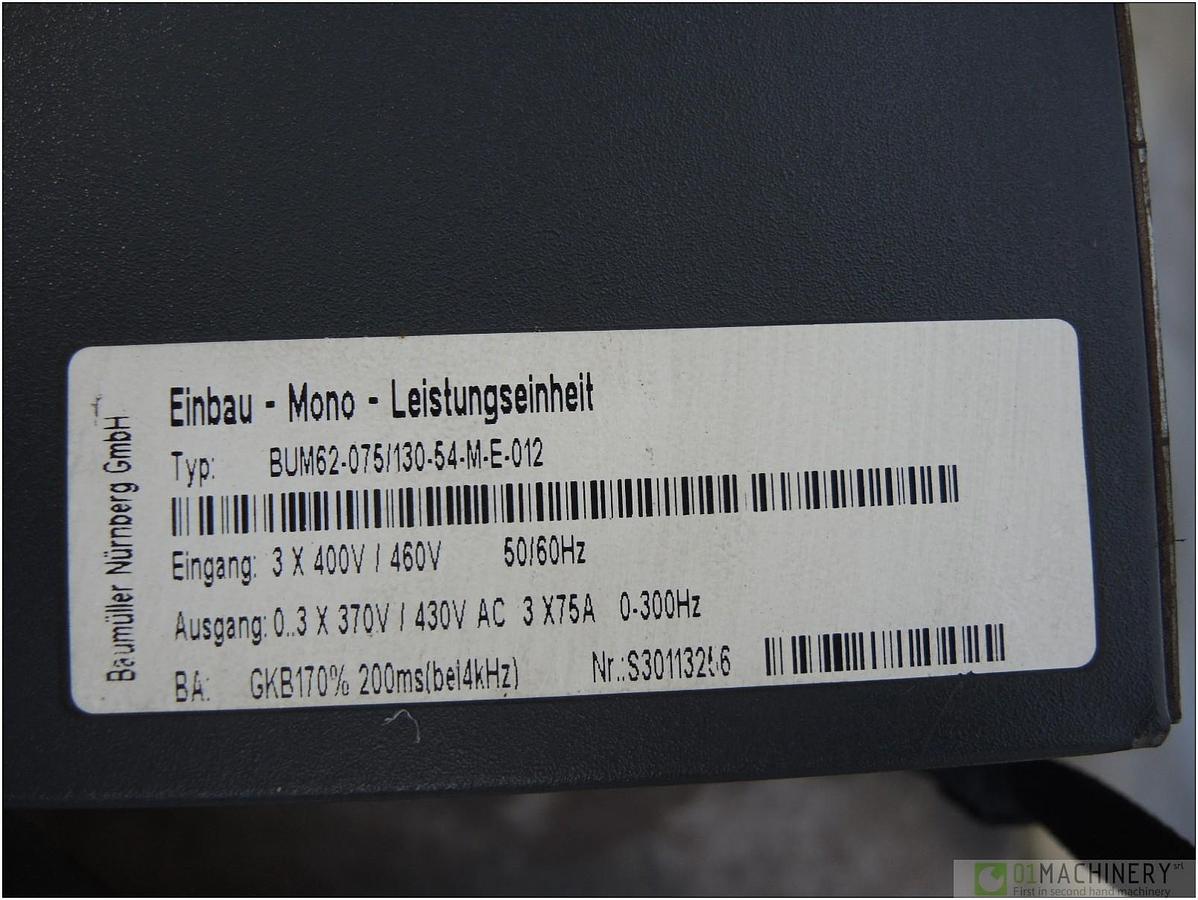 Baumüller Nürnberg GmbH
Einbau - Mono - Leistungseinheit
Typ: BUM62-075/130-54-M-E-012
Eingang: 3 X 400V / 460V 50/60Hz
Ausgang: 0..3 X 370V / 430V AC 3 X75A 0-300Hz
BA: GKB170% 200ms(bei4kHz) Nr.:
01MACHINERY srl
First in second hand machinery